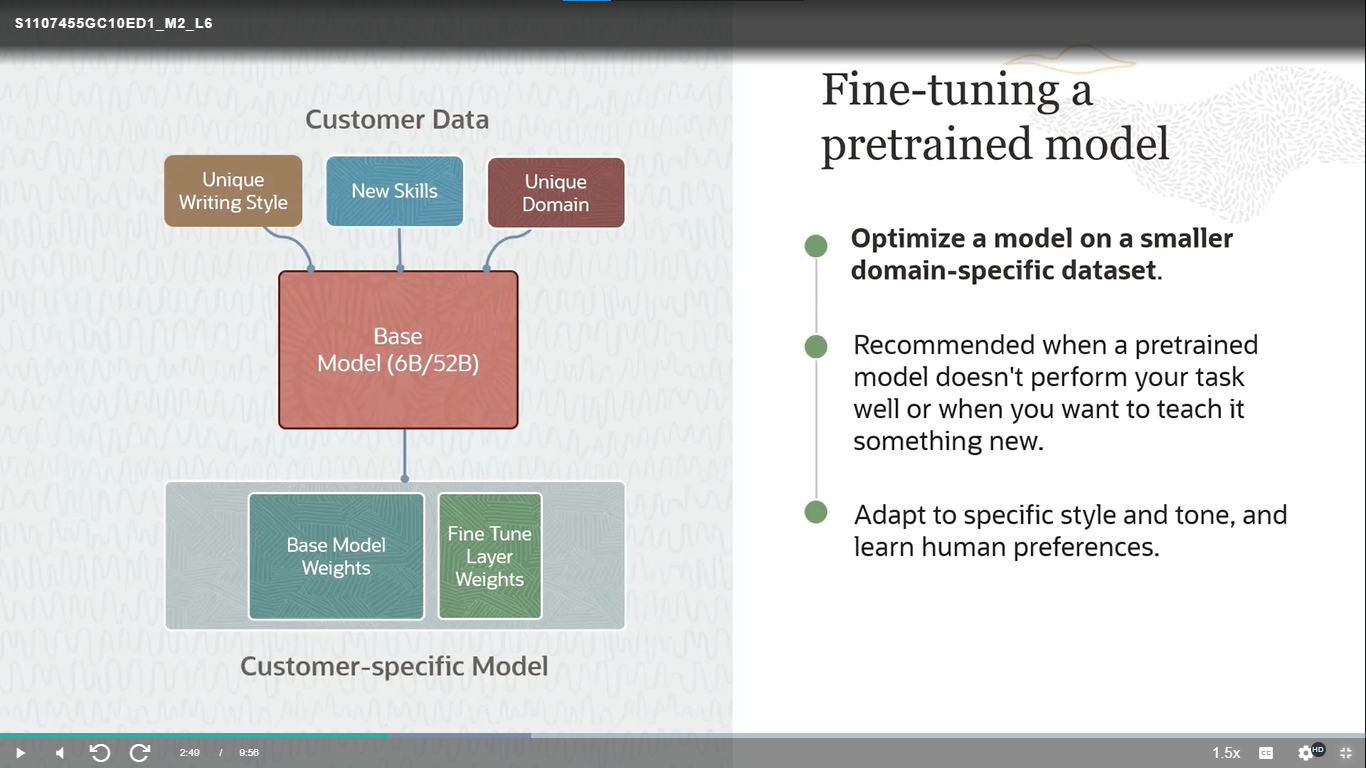 S1107455GC10ED1_M2_L6
Customer Data
Unique
Writing Style
New Skills
Unique
Domain
Base
Model (6B/52B)
Base Model
Weights
Fine Tune
Layer
Weights
Customer-specific Model
Fine-tuning a
pretrained model
Optimize a model on a smaller
domain-specific dataset.
Recommended when a pretrained
model doesn't perform your task
well or when you want to teach it
something new.
Adapt to specific style and tone, and
learn human preferences.
2:49 / 9:56
1.5x
CC
HD